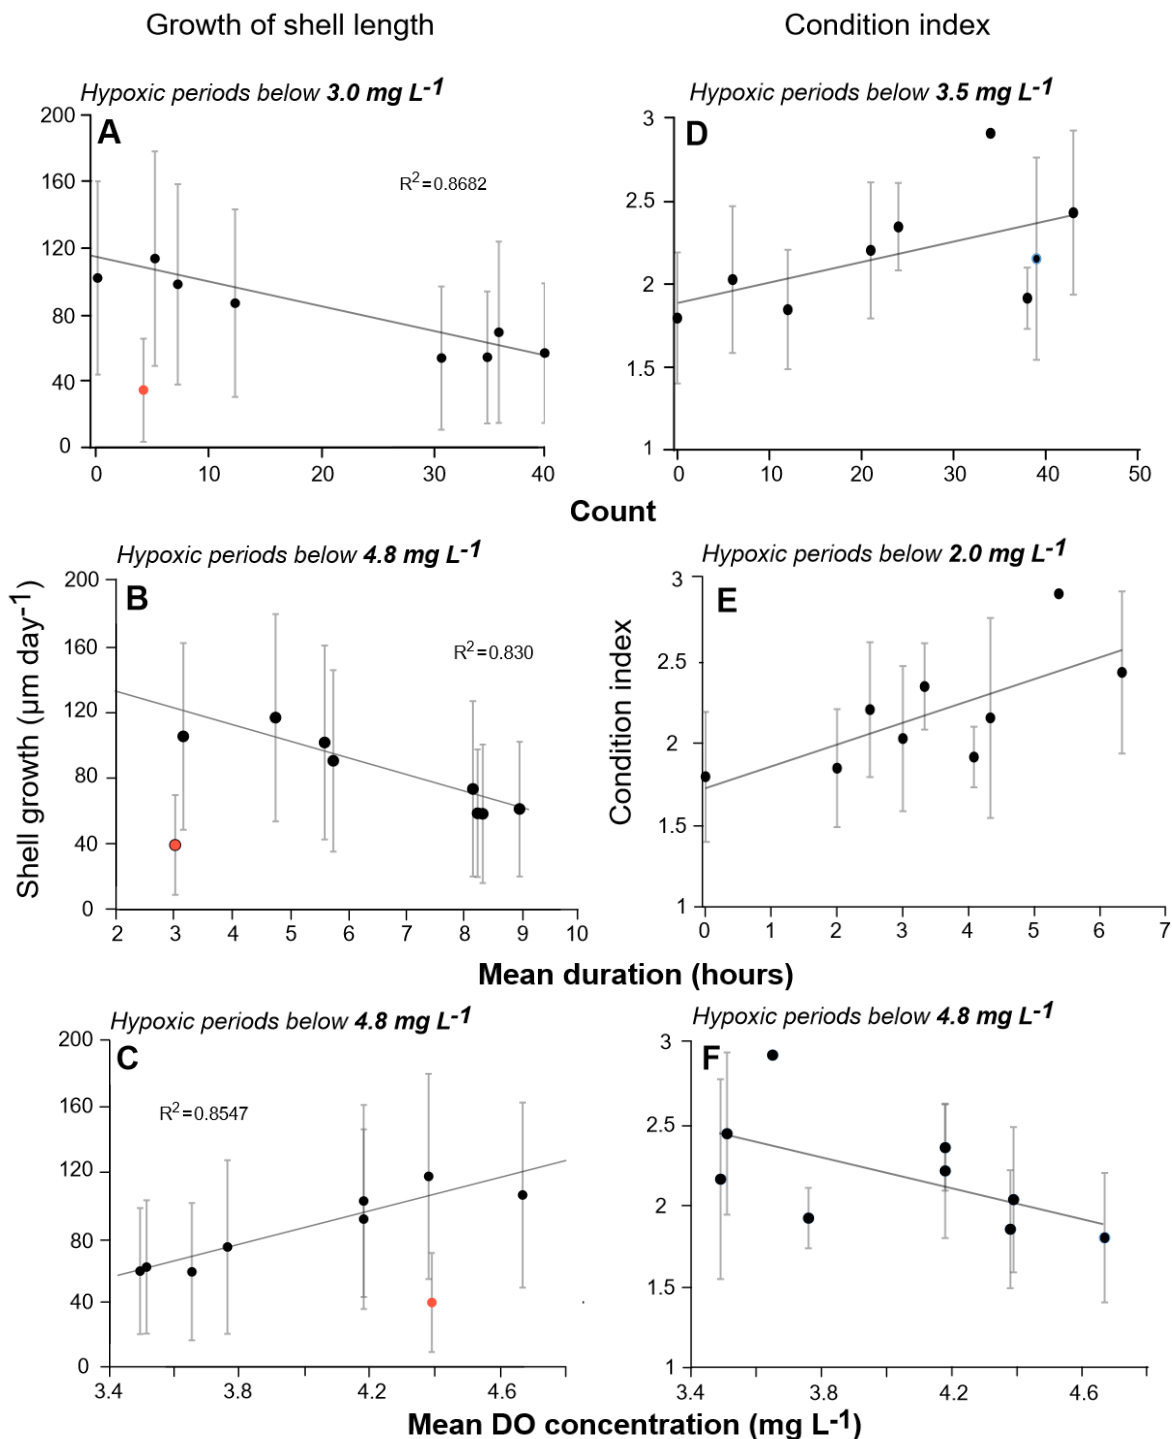 Growth of shell length
Condition index
Hypoxic periods below 3.0 mg L-1
Hypoxic periods below 3.5 mg L-1
A
R2=0.8682
200
160
120
80
40
0
0 10 20 30 40
D
3
2.5
2
1.5
1
0 10 20 30 40 50
Count
Hypoxic periods below 4.8 mg L-1
Hypoxic periods below 2.0 mg L-1
Shell growth (µm day-1)
B
R2=0.830
200
160
120
80
40
0
2 3 4 5 6 7 8 9 10
Condition index
E
3
2.5
2
1.5
1
0 1 2 3 4 5 6 7
Mean duration (hours)
Hypoxic periods below 4.8 mg L-1
Hypoxic periods below 4.8 mg L-1
C
R2=0.8547
200
160
120
80
40
0
3.4 3.8 4.2 4.6
F
3
2.5
2
1.5
1
3.4 3.8 4.2 4.6
Mean DO concentration (mg L-1)